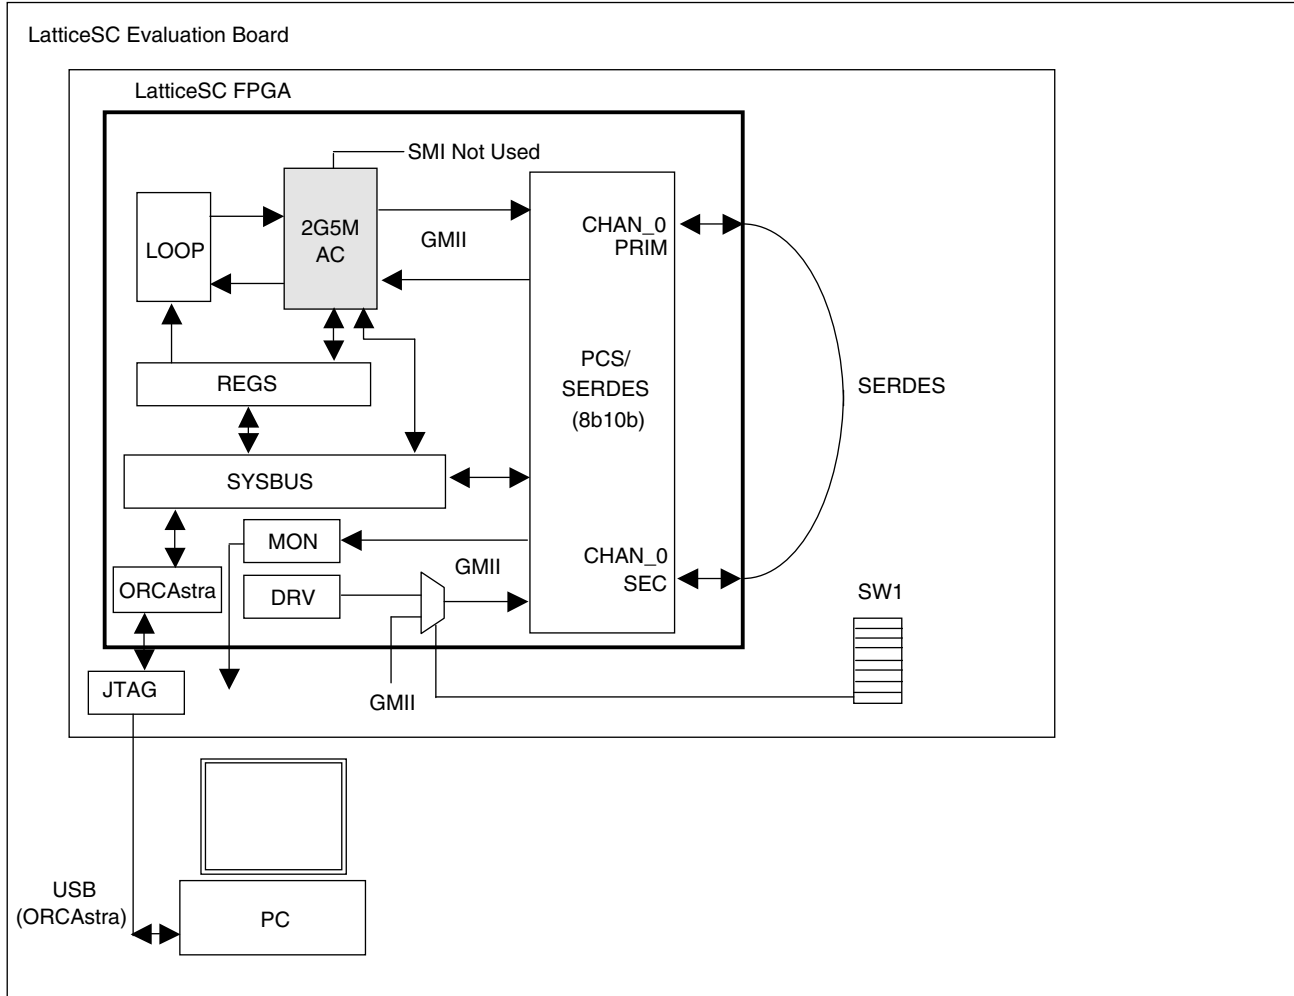 LatticeSC Evaluation Board
LatticeSC FPGA
SMI Not Used
LOOP
2G5M
AC
GMII
CHAN_0
PRIM
REGS
PCS/
SERDES
(8b10b)
SERDES
SYSBUS
MON
GMII
CHAN_0
SEC
ORCAstra
DRV
SW1
JTAG
GMII
USB
(ORCAstra)
PC